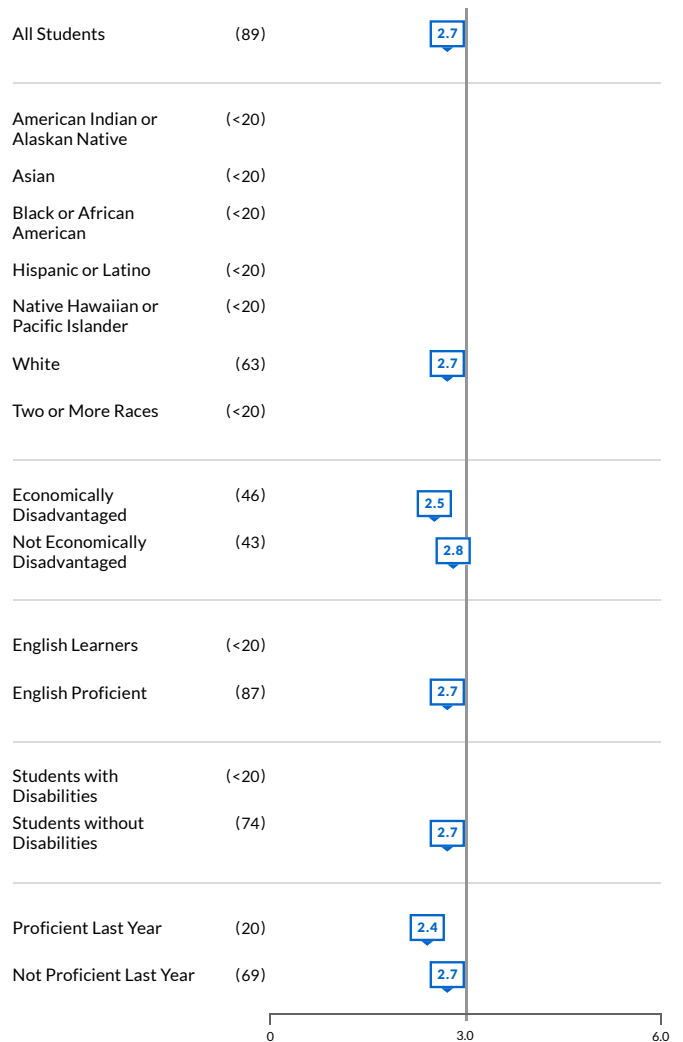 All Students (89) 2.7
American Indian or (<20)
Alaskan Native
Asian (<20)
Black or African (<20)
American
Hispanic or Latino (<20)
Native Hawaiian or (<20)
Pacific Islander
White (63) 2.7
Two or More Races (<20)
Economically (46) 2.5
Disadvantaged
Not Economically (43) 2.8
Disadvantaged
English Learners (<20)
English Proficient (87) 2.7
Students with (<20)
Disabilities
Students without (74) 2.7
Disabilities
Proficient Last Year (20) 2.4
Not Proficient Last Year (69) 2.7
0 3.0 6.0